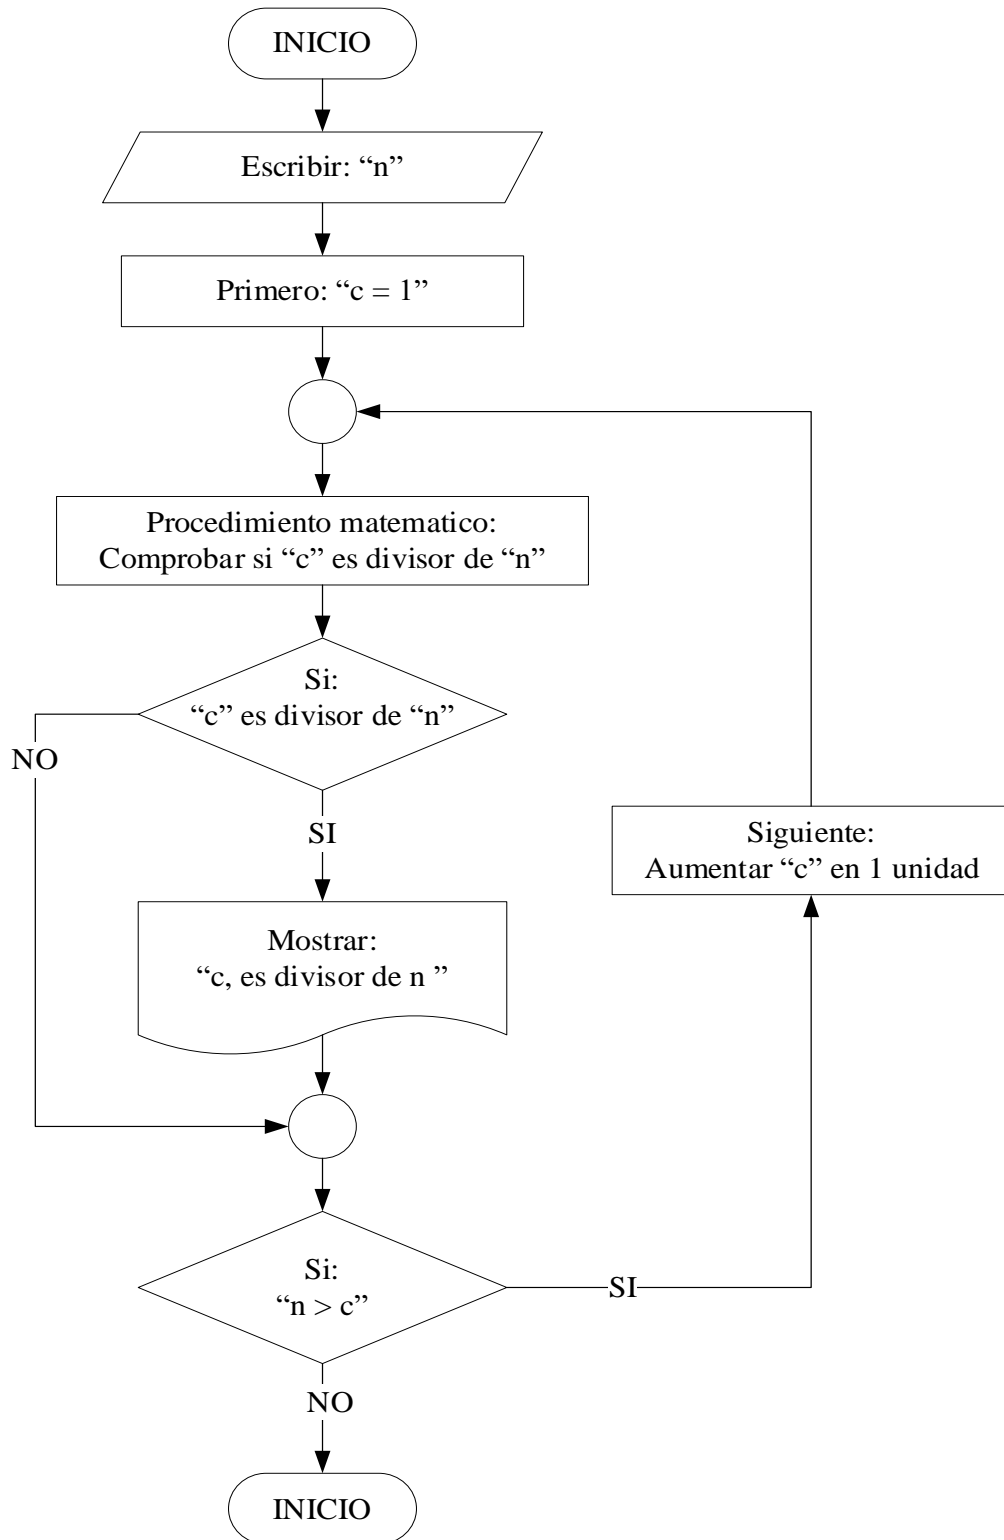 INICIO
Escribir: “n”
Primero: “c = 1”
Procedimiento matematico:
Comprobar si “c” es divisor de “n”
Si:
“c” es divisor de “n”
NO
SI
Mostrar:
“c, es divisor de n ”
Siguiente:
Aumentar “c” en 1 unidad
Si:
“n > c”
SI
NO
INICIO